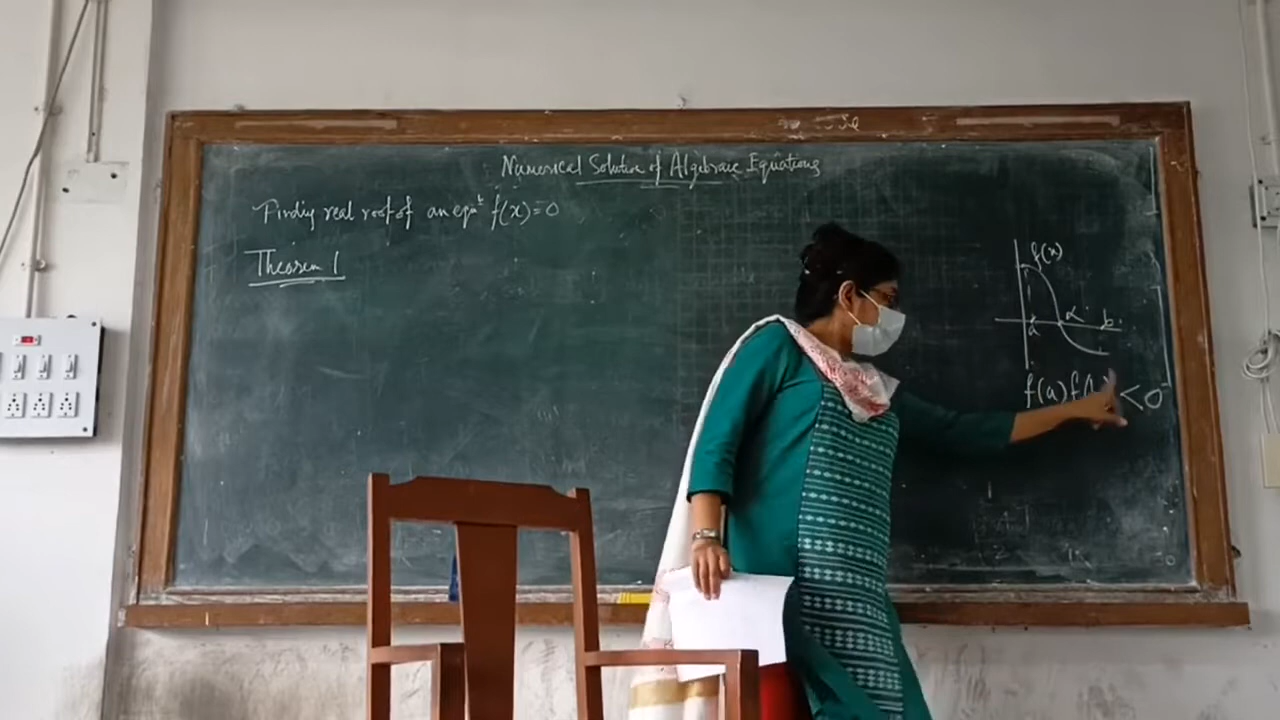 Numerical Solution of Algebraic Equations
Finding real root of an eqn f(x)=0
Theorem 1
f(x)
α
a b
f(a) f(b) <0